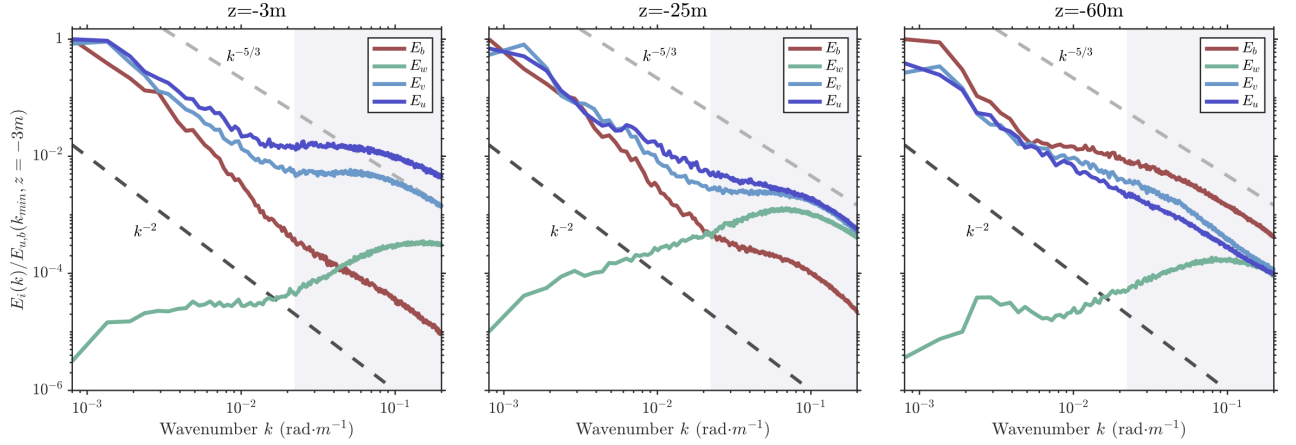 z=-3m
z=-25m
z=-60m
E_i(k)/E_{u,b}(k_{min}, z = −3m)
1
10^{-2}
10^{-4}
10^{-6}
k^{-5/3}
k^{-2}
E_b
E_w
E_v
E_u
10^{-3}
10^{-2}
10^{-1}
Wavenumber k (rad·m^{-1})
k^{-5/3}
k^{-2}
E_b
E_w
E_v
E_u
10^{-3}
10^{-2}
10^{-1}
Wavenumber k (rad·m^{-1})
k^{-5/3}
k^{-2}
E_b
E_w
E_v
E_u
10^{-3}
10^{-2}
10^{-1}
Wavenumber k (rad·m^{-1})